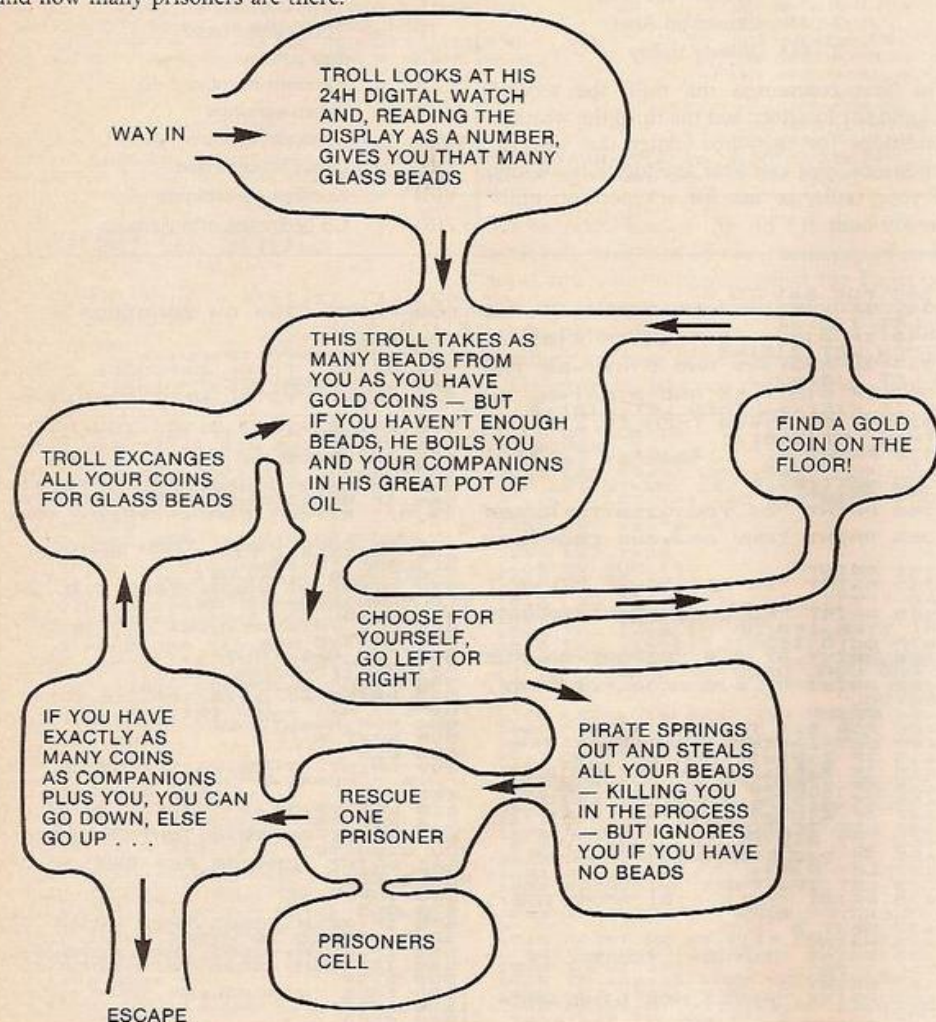 and how many prisoners are there.
TROLL LOOKS AT HIS
24H DIGITAL WATCH
AND, READING THE
DISPLAY AS A NUMBER,
GIVES YOU THAT MANY
GLASS BEADS
WAY IN
THIS TROLL TAKES AS
MANY BEADS FROM
YOU AS YOU HAVE
GOLD COINS — BUT
IF YOU HAVEN'T ENOUGH
BEADS, HE BOILS YOU
AND YOUR COMPANIONS
IN HIS GREAT POT OF
OIL
FIND A GOLD
COIN ON THE
FLOOR!
TROLL EXCANGES
ALL YOUR COINS
FOR GLASS BEADS
CHOOSE FOR
YOURSELF,
GO LEFT OR
RIGHT
IF YOU HAVE
EXACTLY AS
MANY COINS
AS COMPANIONS
PLUS YOU, YOU CAN
GO DOWN, ELSE
GO UP . . .
RESCUE
ONE
PRISONER
PIRATE SPRINGS
OUT AND STEALS
ALL YOUR BEADS
— KILLING YOU
IN THE PROCESS
— BUT IGNORES
YOU IF YOU HAVE
NO BEADS
PRISONERS
CELL
ESCAPE